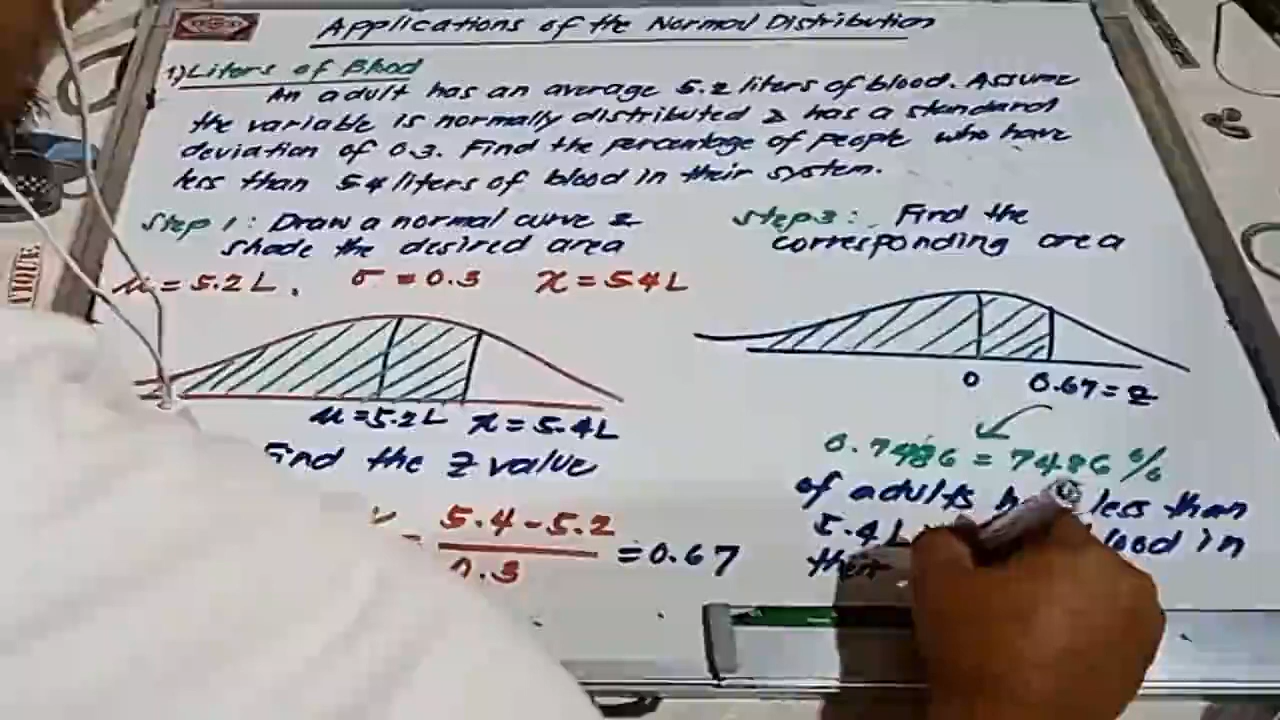 Applications of the Normal Distribution
1) Liters of Blood
An adult has an average 5.2 liters of blood. Assume
the variable is normally distributed & has a standard
deviation of 0.3. Find the percentage of people who have
less than 5.4 liters of blood in their system.
Step 1: Draw a normal curve &
shade the desired area
μ = 5.2 L, σ = 0.3 x = 5.4 L
μ = 5.2 L x = 5.4 L
Find the Z value
5.4 - 5.2
= = 0.67
0.3
Step 3: Find the
corresponding area
0 0.67 = z
0.7486 = 74.86 %
of adults less than
5.4 L in
their